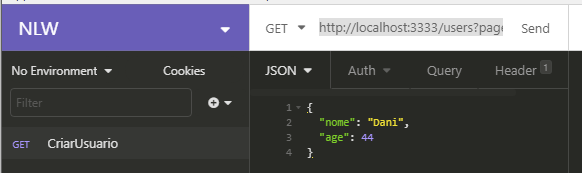 NLW
GET http://localhost:3333/users?page Send
No Environment Cookies
JSON Auth Query Header 1
Filter
GET CriarUsuario
1 {
2 "nome": "Dani",
3 "age": 44
4 }